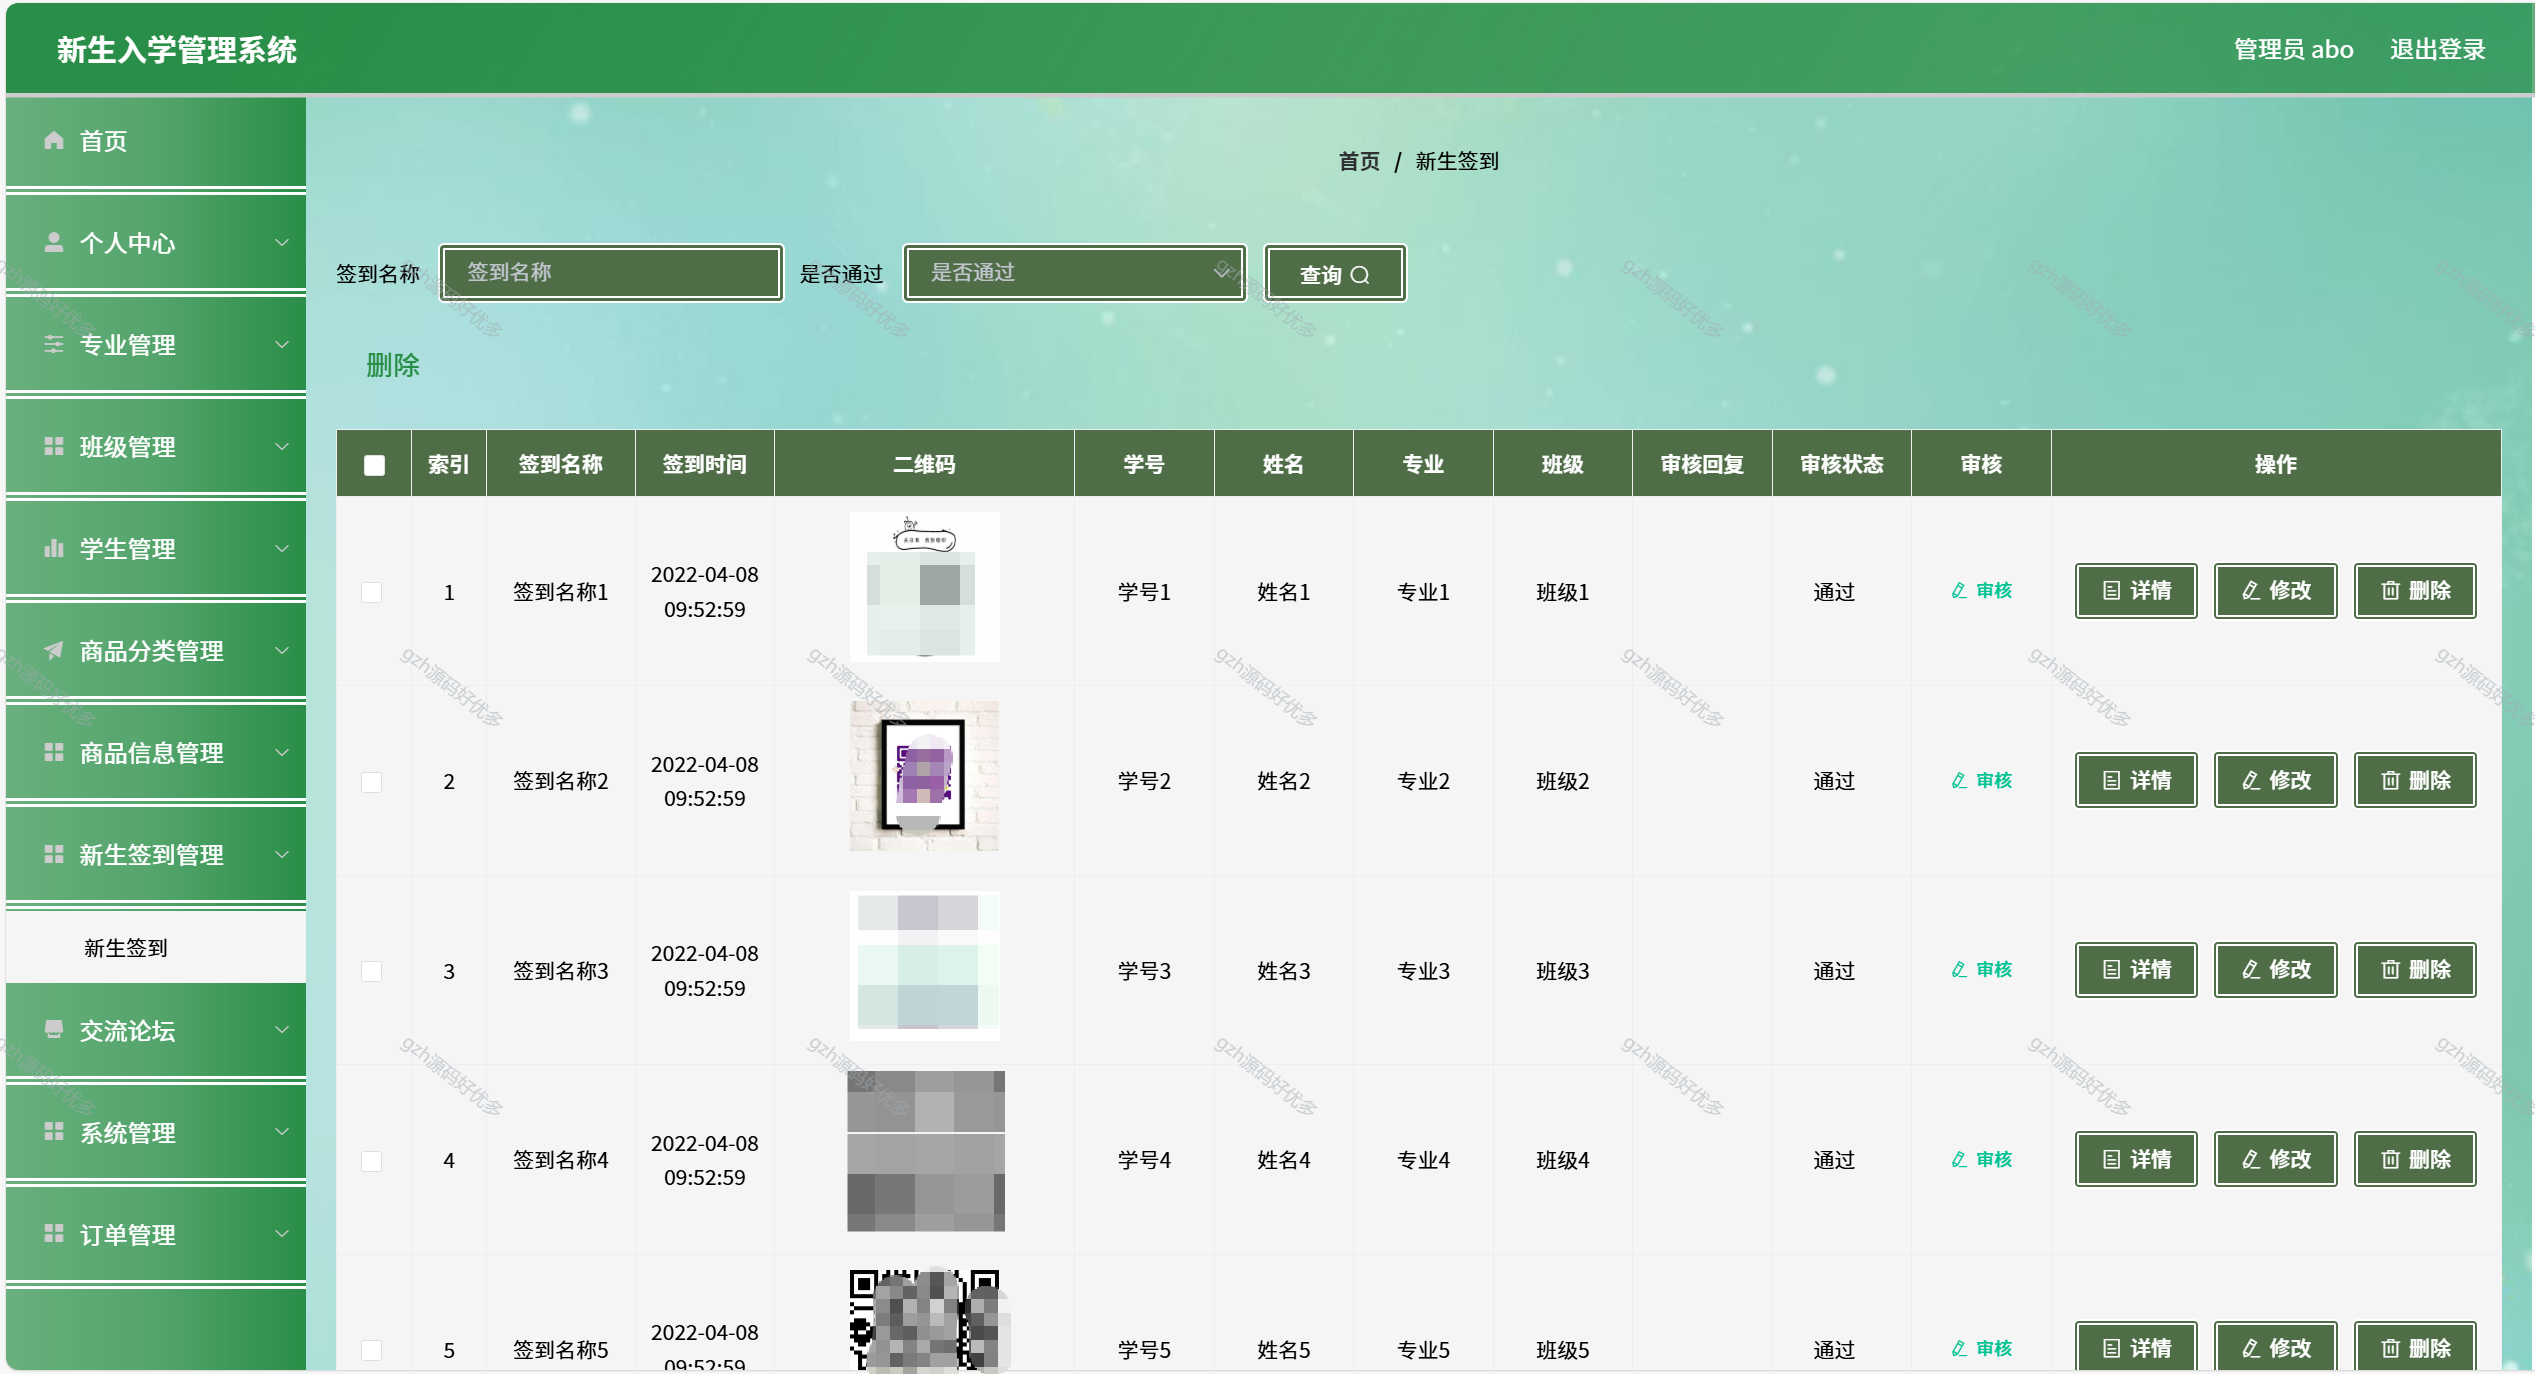 新生入学管理系统
管理员 abo 退出登录
首页
个人中心
专业管理
班级管理
学生管理
商品分类管理
商品信息管理
新生签到管理
新生签到
交流论坛
系统管理
订单管理
首页 / 新生签到
签到名称 签到名称 是否通过 是否通过 查询
删除
索引 签到名称 签到时间 二维码 学号 姓名 专业 班级 审核回复 审核状态 审核 操作
1 签到名称1 2022-04-08 09:52:59 学号1 姓名1 专业1 班级1 通过 审核 详情 修改 删除
2 签到名称2 2022-04-08 09:52:59 学号2 姓名2 专业2 班级2 通过 审核 详情 修改 删除
3 签到名称3 2022-04-08 09:52:59 学号3 姓名3 专业3 班级3 通过 审核 详情 修改 删除
4 签到名称4 2022-04-08 09:52:59 学号4 姓名4 专业4 班级4 通过 审核 详情 修改 删除
5 签到名称5 2022-04-08 09:52:59 学号5 姓名5 专业5 班级5 通过 审核 详情 修改 删除
gzh源码好优多